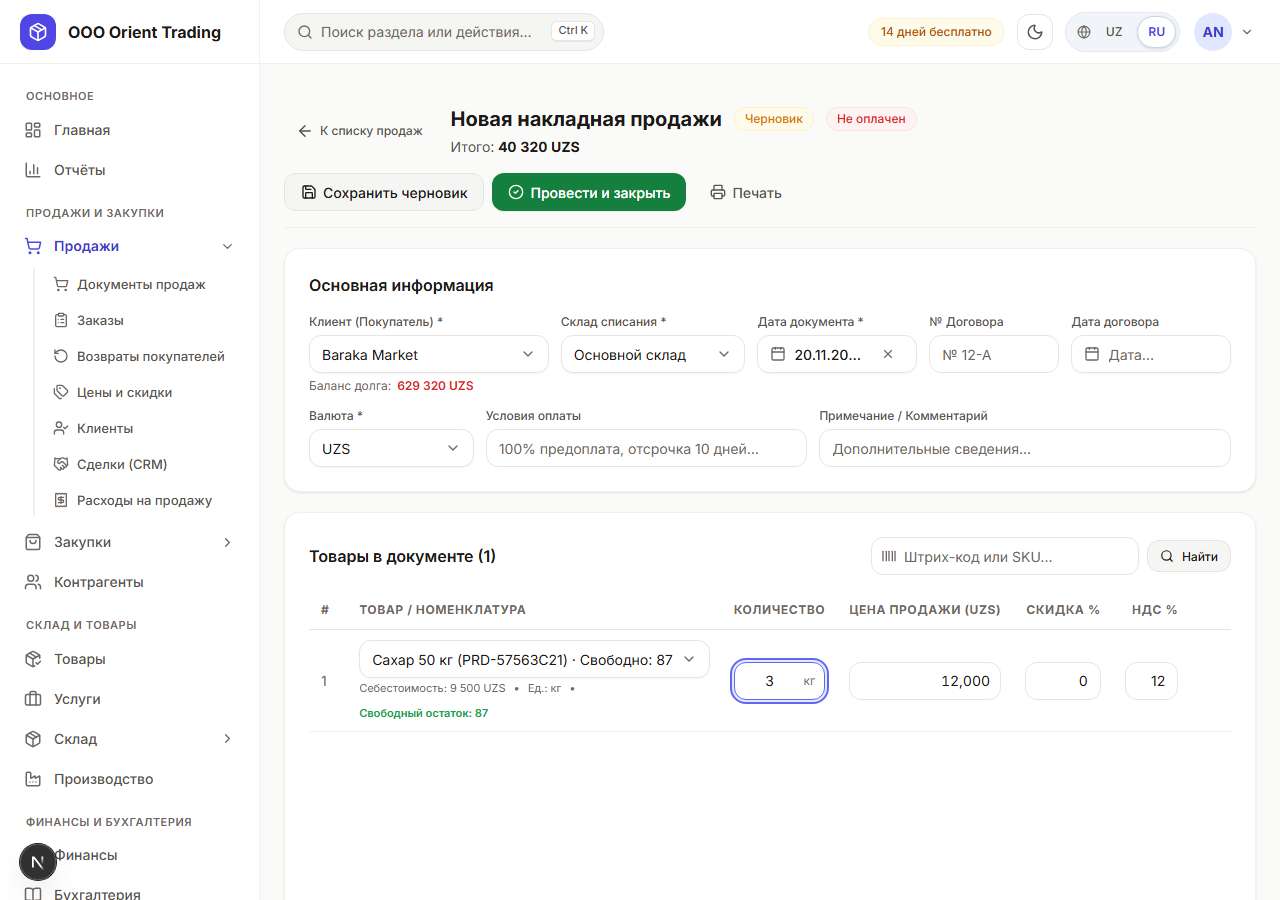 OOO Orient Trading
Поиск раздела или действия...
Ctrl K
14 дней бесплатно
UZ
RU
AN
ОСНОВНОЕ
Главная
Отчёты
ПРОДАЖИ И ЗАКУПКИ
Продажи
Документы продаж
Заказы
Возвраты покупателей
Цены и скидки
Клиенты
Сделки (CRM)
Расходы на продажу
Закупки
Контрагенты
СКЛАД И ТОВАРЫ
Товары
Услуги
Склад
Производство
ФИНАНСЫ И БУХГАЛТЕРИЯ
Финансы
Бухгалтерия
N
К списку продаж
Новая накладная продажи
Черновик
Не оплачен
Итого: 40 320 UZS
Сохранить черновик
Провести и закрыть
Печать
Основная информация
Клиент (Покупатель) *
Склад списания *
Дата документа *
№ Договора
Дата договора
Baraka Market
Основной склад
20.11.20...
№ 12-А
Дата...
Баланс долга: 629 320 UZS
Валюта *
Условия оплаты
Примечание / Комментарий
UZS
100% предоплата, отсрочка 10 дней...
Дополнительные сведения...
Товары в документе (1)
Штрих-код или SKU...
Найти
#
ТОВАР / НОМЕНКЛАТУРА
КОЛИЧЕСТВО
ЦЕНА ПРОДАЖИ (UZS)
СКИДКА %
НДС %
1
Сахар 50 кг (PRD-57563C21) · Свободно: 87
Себестоимость: 9 500 UZS • Ед.: кг •
Свободный остаток: 87
3 кг
12,000
0
12